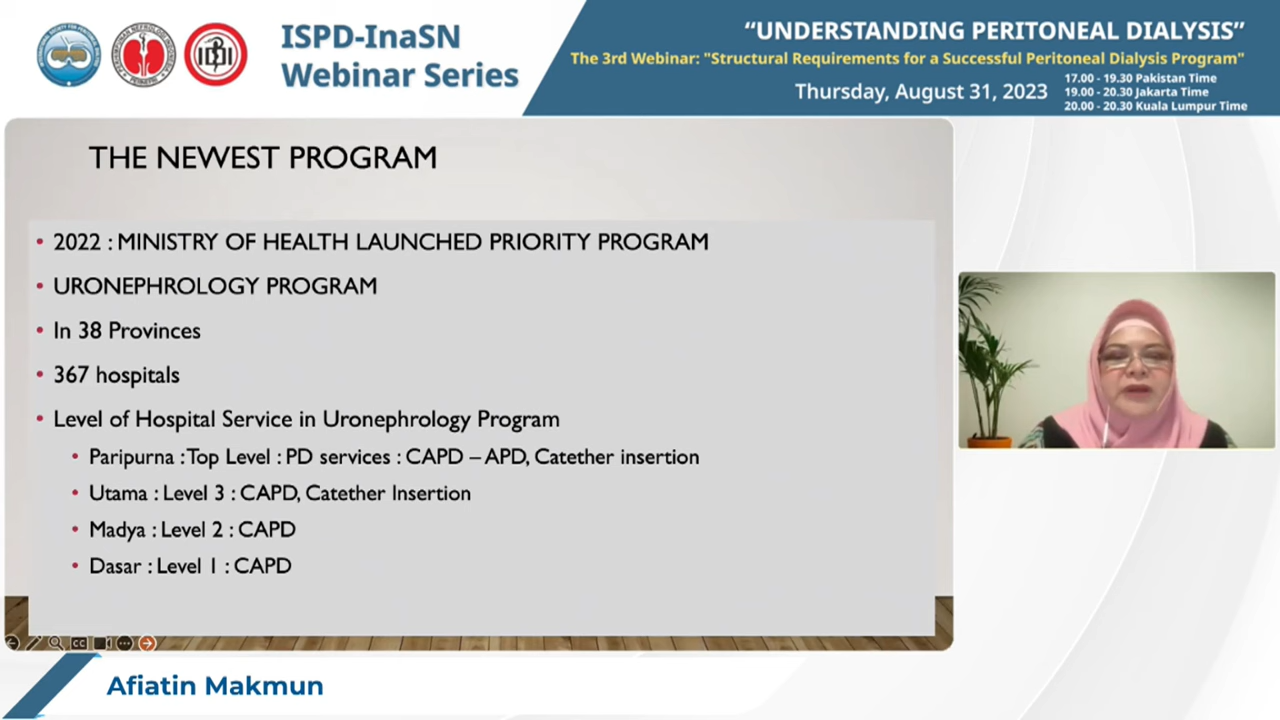 ISPD-InaSN
Webinar Series
“UNDERSTANDING PERITONEAL DIALYSIS”
The 3rd Webinar: "Structural Requirements for a Successful Peritoneal Dialysis Program"
Thursday, August 31, 2023
17.00 - 19.30 Pakistan Time
19.00 - 20.30 Jakarta Time
20.00 - 20.30 Kuala Lumpur Time
THE NEWEST PROGRAM
• 2022 : MINISTRY OF HEALTH LAUNCHED PRIORITY PROGRAM
• URONEPHROLOGY PROGRAM
• In 38 Provinces
• 367 hospitals
• Level of Hospital Service in Uronephrology Program
• Paripurna : Top Level : PD services : CAPD – APD, Catether insertion
• Utama : Level 3 : CAPD, Catether Insertion
• Madya : Level 2 : CAPD
• Dasar : Level 1 : CAPD
CC
Afiatin Makmun